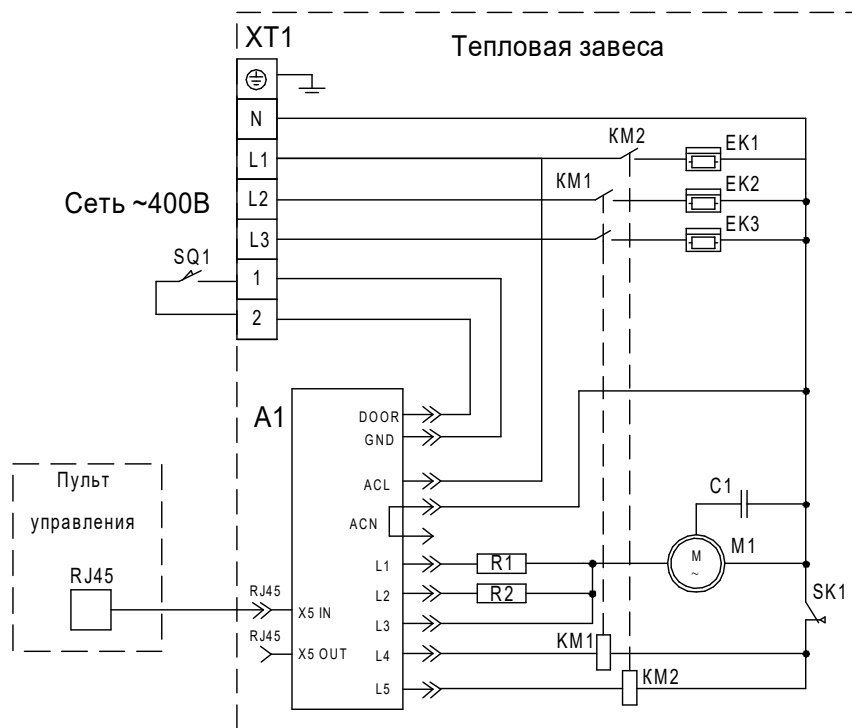 XT1
Тепловая завеса
N
L1
L2
L3
1
2
Сеть ~400В
SQ1
KM2
EK1
KM1
EK2
EK3
A1
DOOR
GND
ACL
ACN
L1
L2
L3
L4
L5
X5 IN
X5 OUT
RJ45
RJ45
Пульт
управления
RJ45
R1
R2
C1
M
~
M1
SK1
KM1
KM2